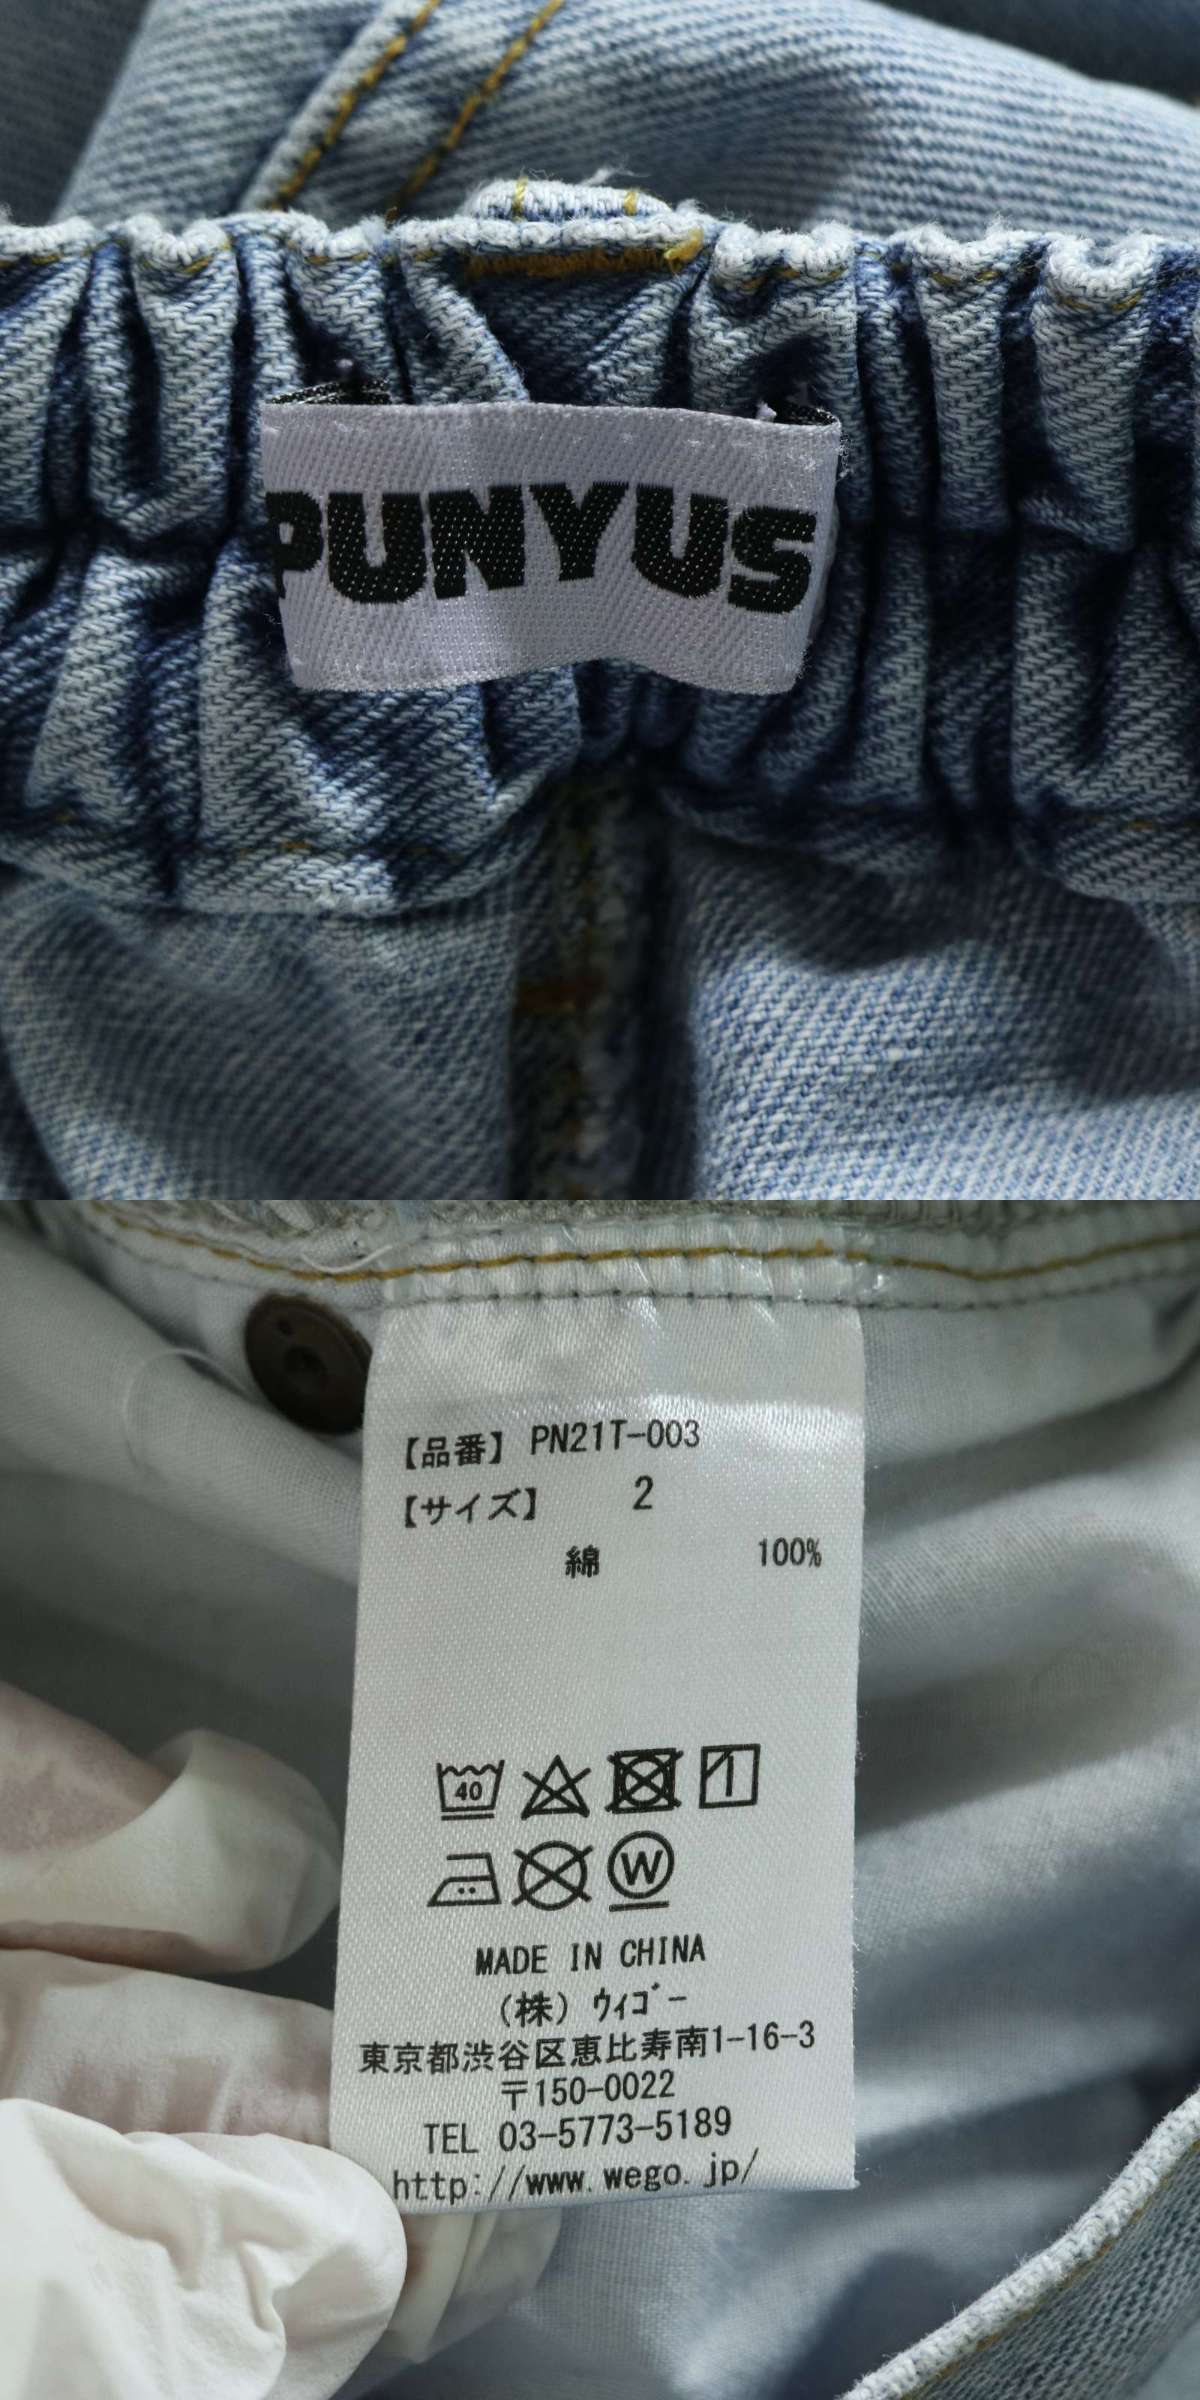 PUNYUS
【品番】 PN21T-003
【サイズ】 2
綿 100%
40
W
MADE IN CHINA
(株) ｳｨｺﾞｰ
東京都渋谷区恵比寿南1-16-3
〒150-0022
TEL 03-5773-5189
http://www.wego.jp/